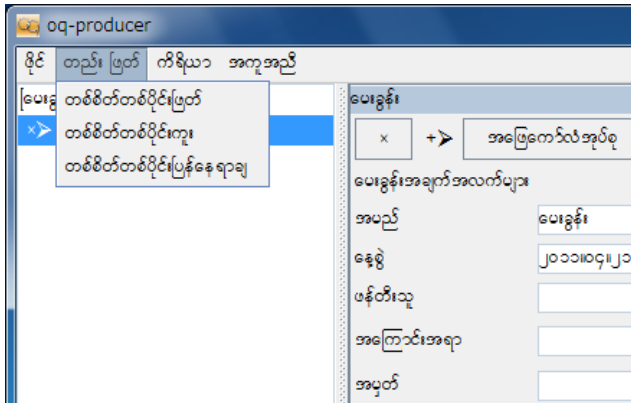 oq-producer
ဖိုင် တည်း ဖြတ် ကိရိယာ အကူအညီ
တစ်စိတ်တစ်ပိုင်းဖြတ်
တစ်စိတ်တစ်ပိုင်းကူး
တစ်စိတ်တစ်ပိုင်းပြန်နေရာချ
မေးခွန်း
× + အဖြေကော်လံအုပ်စု
မေးခွန်းအချက်အလက်များ
အမည် မေးခွန်း
နေ့စွဲ ၂၀၁၁။၀၄။၂၁
ဖန်တီးသူ
အကြောင်းအရာ
အမှတ်